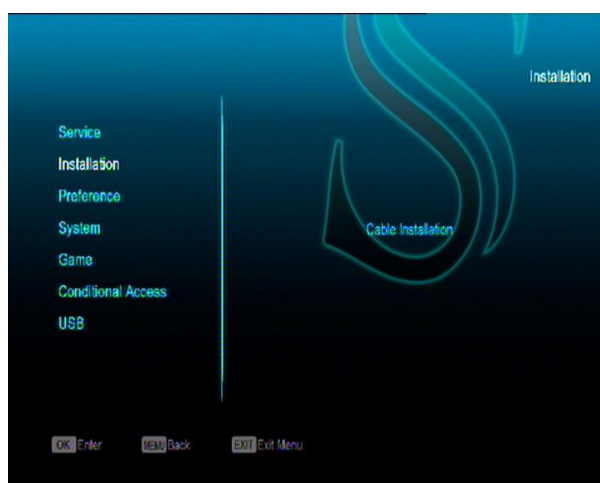 Installation
Service
Installation
Preference
System
Game
Conditional Access
USB
Cable Installation
OK Enter
MENU Back
EXIT Exit Menu